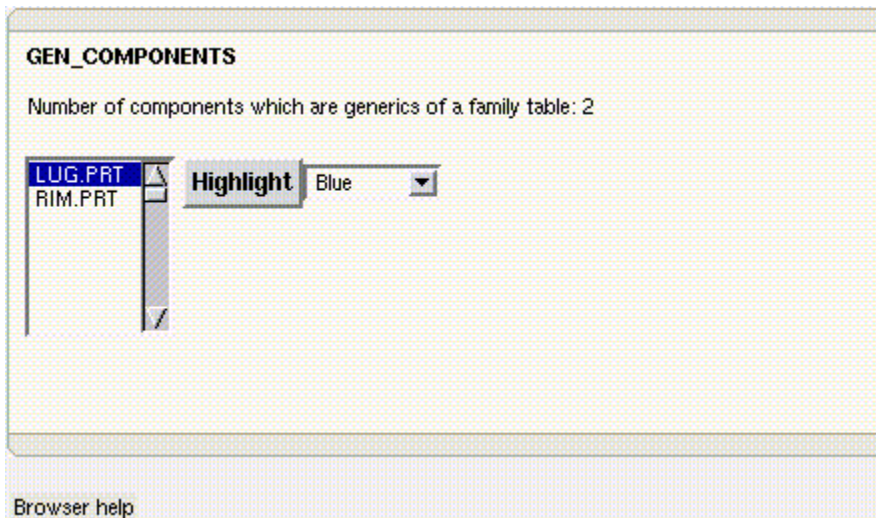 GEN_COMPONENTS
Number of components which are generics of a family table: 2
LUG.PRT
RIM.PRT
Highlight
Blue
Browser help